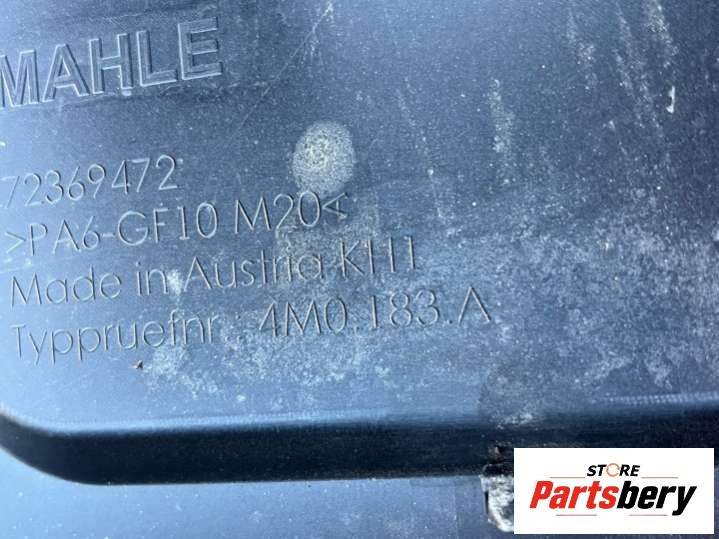 MAHLE
72369472
>PA6-GF10 M20<
Made in Austria KH1
Typpruefnr.: 4M0.183.A
STORE
Partsbery